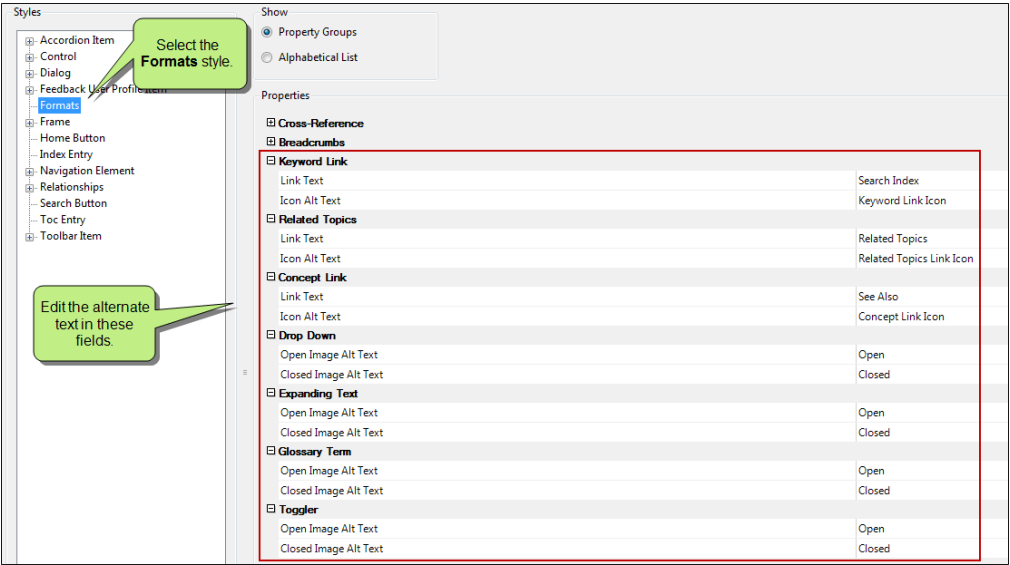 Styles
Accordion Item
Control
Dialog
Feedback User Profile Item
Formats
Frame
Home Button
Index Entry
Navigation Element
Relationships
Search Button
Toc Entry
Toolbar Item
Select the
Formats style.
Edit the alternate
text in these
fields.
Show
Property Groups
Alphabetical List
Properties
Cross-Reference
Breadcrumbs
Keyword Link
Link Text Search Index
Icon Alt Text Keyword Link Icon
Related Topics
Link Text Related Topics
Icon Alt Text Related Topics Link Icon
Concept Link
Link Text See Also
Icon Alt Text Concept Link Icon
Drop Down
Open Image Alt Text Open
Closed Image Alt Text Closed
Expanding Text
Open Image Alt Text Open
Closed Image Alt Text Closed
Glossary Term
Open Image Alt Text Open
Closed Image Alt Text Closed
Toggler
Open Image Alt Text Open
Closed Image Alt Text Closed